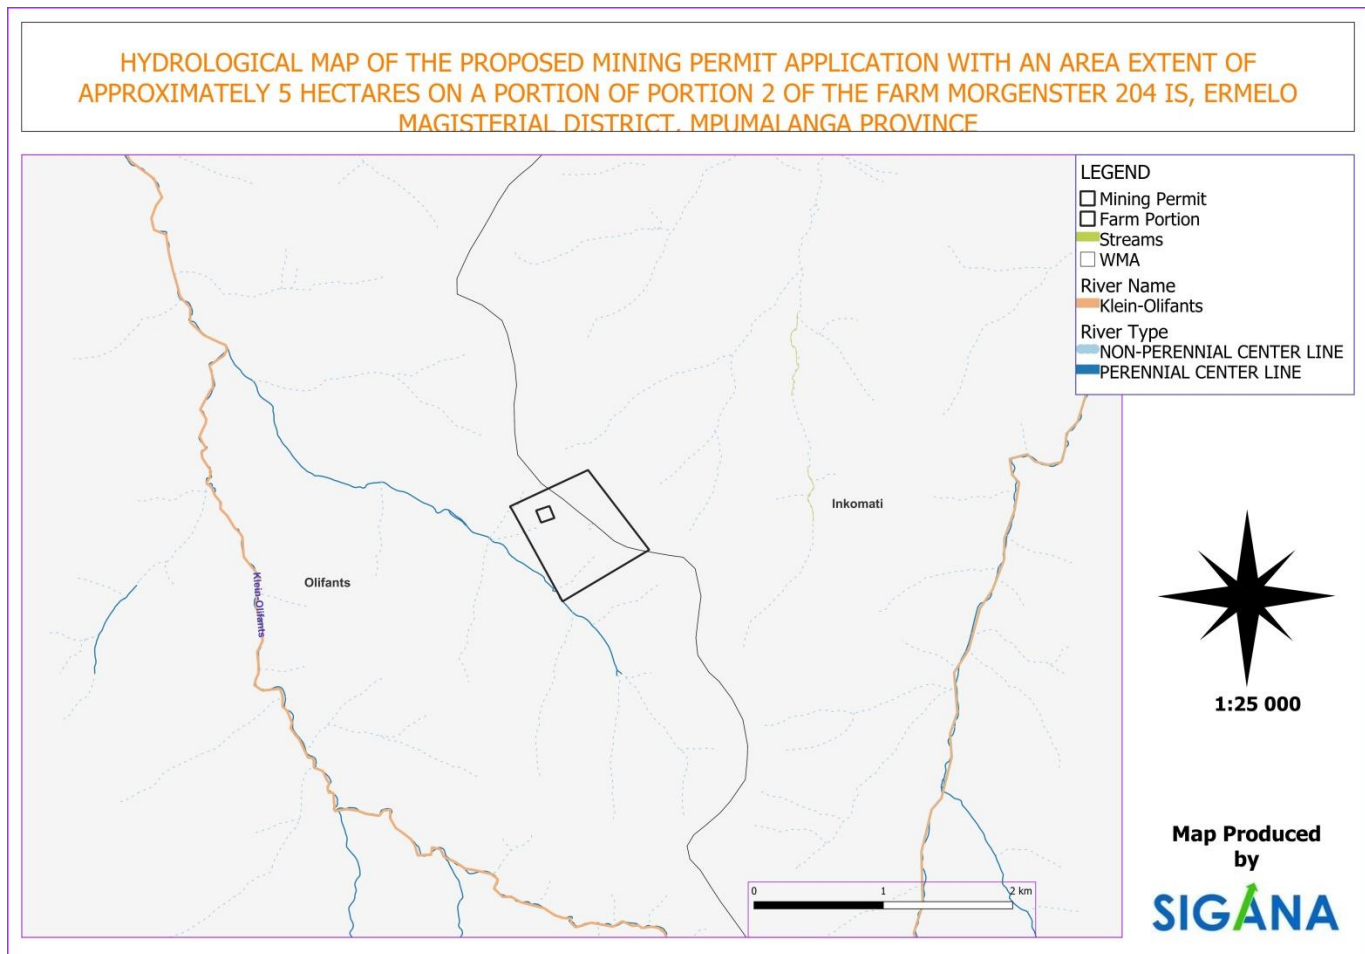 HYDROLOGICAL MAP OF THE PROPOSED MINING PERMIT APPLICATION WITH AN AREA EXTENT OF
APPROXIMATELY 5 HECTARES ON A PORTION OF PORTION 2 OF THE FARM MORGENSTER 204 IS, ERMELO
MAGISTERIAL DISTRICT, MPUMALANGA PROVINCE
LEGEND
Mining Permit
Farm Portion
Streams
WMA
River Name
Klein-Olifants
River Type
NON-PERENNIAL CENTER LINE
PERENNIAL CENTER LINE
Inkomati
Olifants
Klein-Olifants
1:25 000
0 1 2 km
Map Produced
by
SIGANA